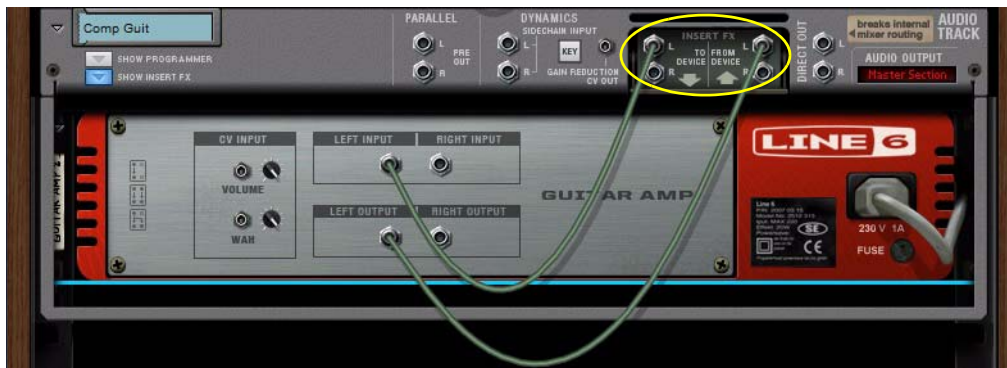 Comp Guit
SHOW PROGRAMMER
SHOW INSERT FX
PARALLEL
L
R
PRE OUT
DYNAMICS
SIDECHAIN INPUT
L
R
KEY
GAIN REDUCTION
CV OUT
INSERT FX
L TO DEVICE R
L FROM DEVICE R
DIRECT OUT
L
R
breaks internal
mixer routing
AUDIO
TRACK
AUDIO OUTPUT
Master Section
GUITAR AMP
CV INPUT
VOLUME
WAH
LEFT INPUT
RIGHT INPUT
LEFT OUTPUT
RIGHT OUTPUT
GUITAR AMP
LINE 6
Line 6
SE
CE
230 V 1A
FUSE